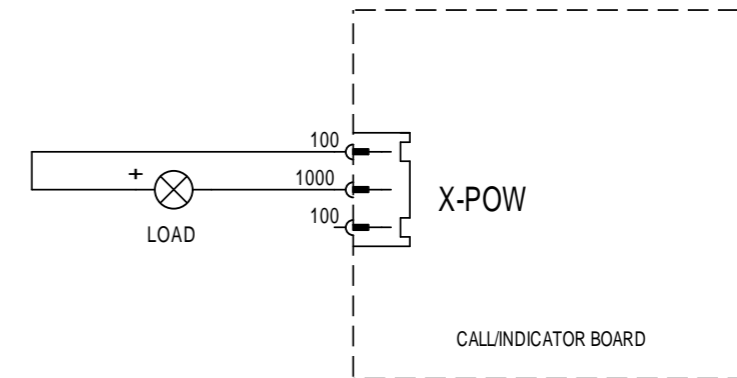 100
+
1000
LOAD
100
X-POW
CALL/INDICATOR BOARD